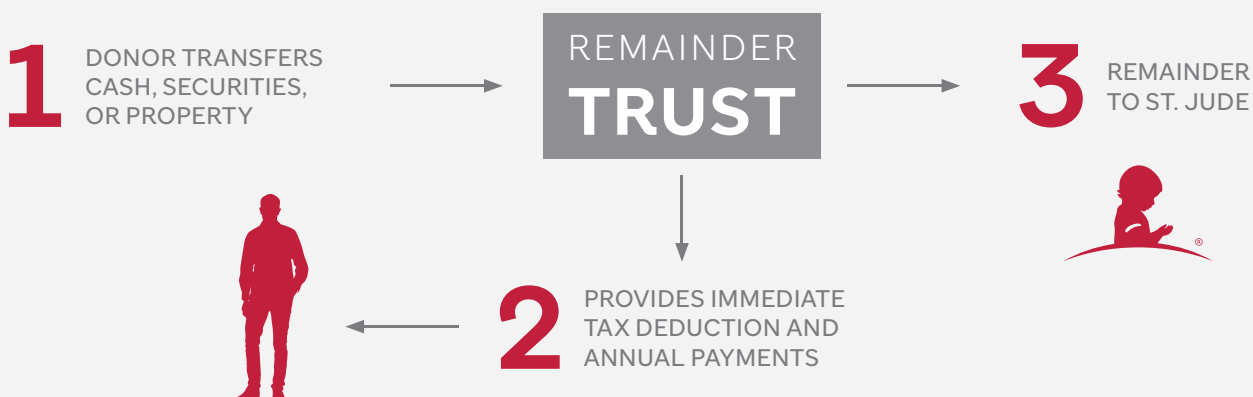 1
DONOR TRANSFERS
CASH, SECURITIES,
OR PROPERTY
REMAINDER
TRUST
3
REMAINDER
TO ST. JUDE
®
2
PROVIDES IMMEDIATE
TAX DEDUCTION AND
ANNUAL PAYMENTS